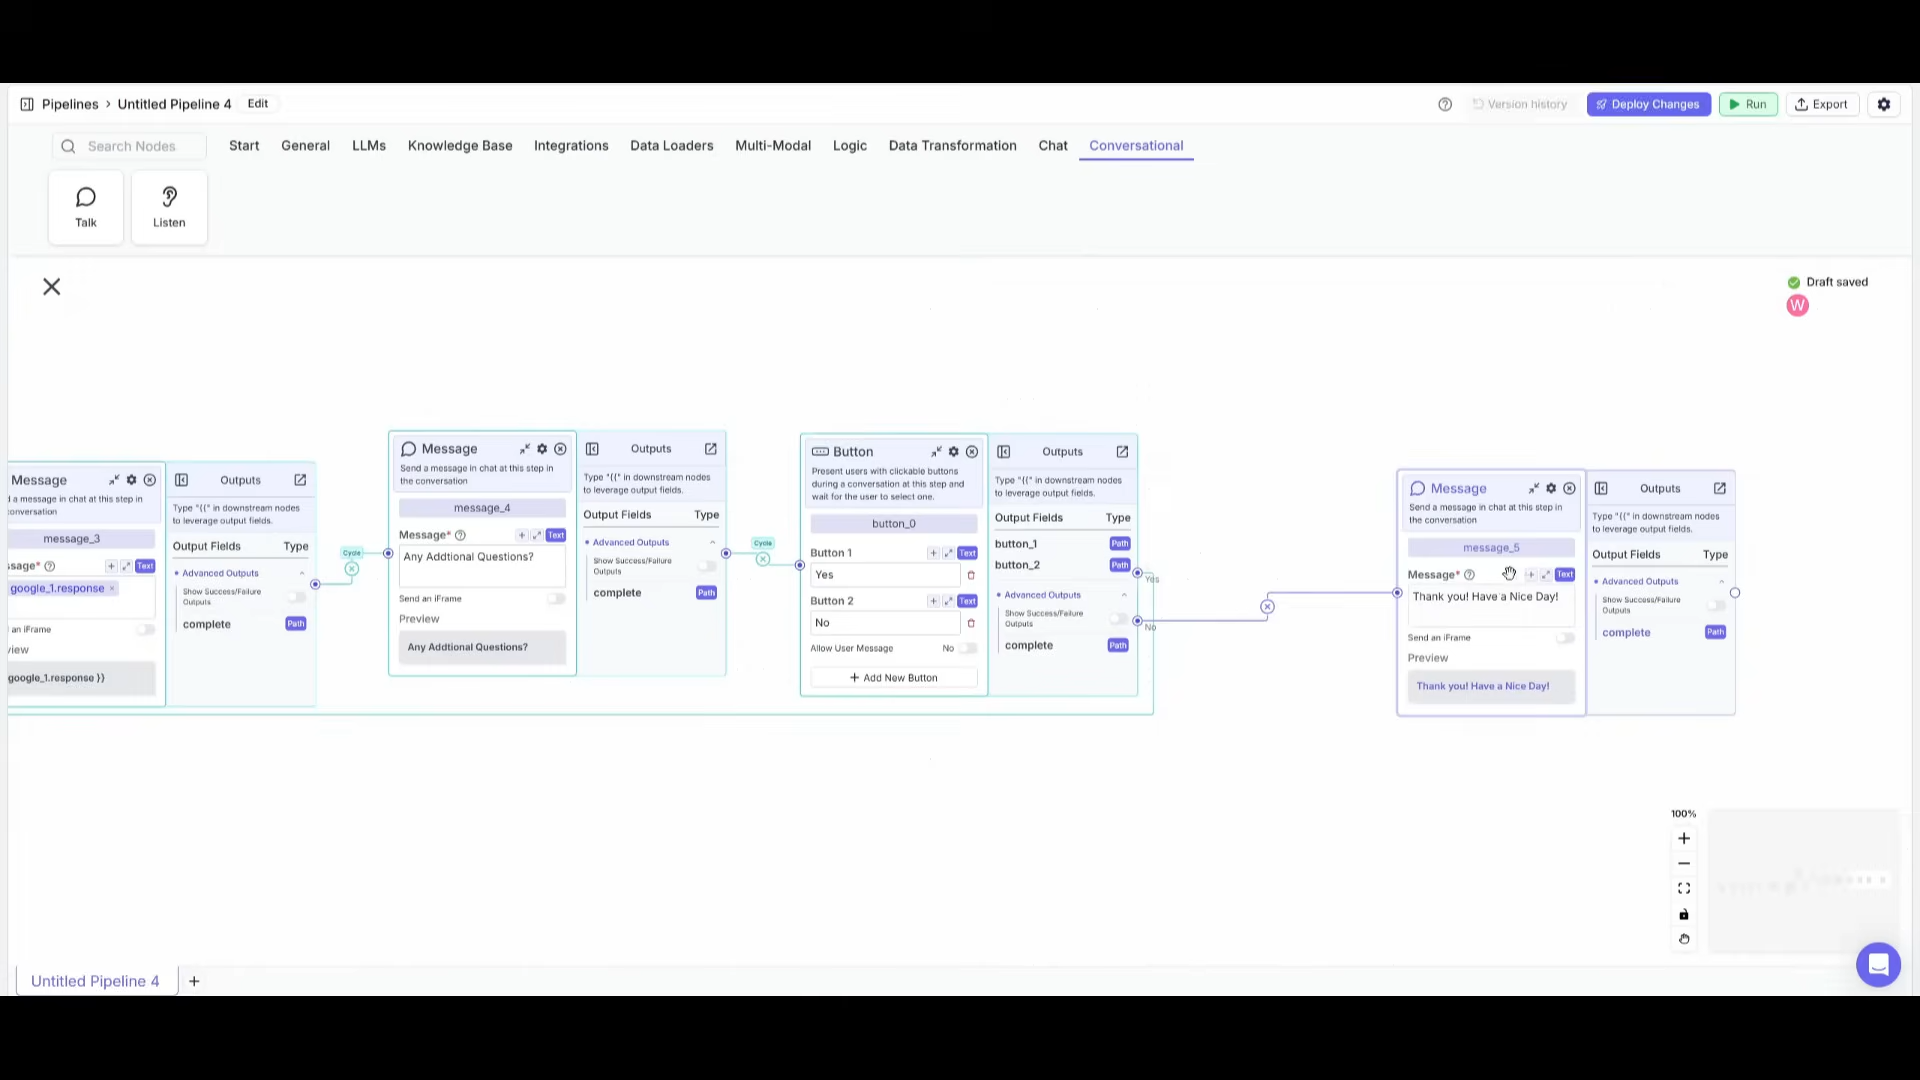 Pipelines > Untitled Pipeline 4 Edit
Version history
Deploy Changes
Run
Export
Search Nodes
Start
General
LLMs
Knowledge Base
Integrations
Data Loaders
Multi-Modal
Logic
Data Transformation
Chat
Conversational
Talk
Listen
Draft saved
W
Message
d a message in chat at this step in
conversation
message_3
ssage*
Text
google_1.response
an iFrame
view
google_1.response }}
Outputs
Type "{{" in downstream nodes
to leverage output fields.
Output Fields Type
Advanced Outputs
Show Success/Failure
Outputs
complete Path
Cycle
Message
Send a message in chat at this step in
the conversation
message_4
Message* Text
Any Addtional Questions?
Send an iFrame
Preview
Any Addtional Questions?
Outputs
Type "{{" in downstream nodes
to leverage output fields.
Output Fields Type
Advanced Outputs
Show Success/Failure
Outputs
complete Path
Cycle
Button
Present users with clickable buttons
during a conversation at this step and
wait for the user to select one.
button_0
Button 1 Text
Yes
Button 2 Text
No
Allow User Message No
+ Add New Button
Outputs
Type "{{" in downstream nodes
to leverage output fields.
Output Fields Type
button_1 Path
button_2 Path
Advanced Outputs
Show Success/Failure
Outputs
complete Path
Yes
No
Message
Send a message in chat at this step in
the conversation
message_5
Message* Text
Thank you! Have a Nice Day!
Send an iFrame
Preview
Thank you! Have a Nice Day!
Outputs
Type "{{" in downstream nodes
to leverage output fields.
Output Fields Type
Advanced Outputs
Show Success/Failure
Outputs
complete Path
100%
Untitled Pipeline 4 +